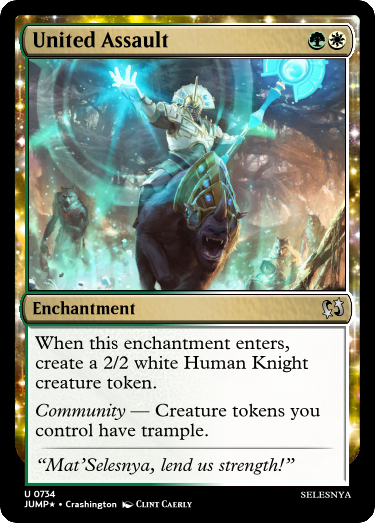 United Assault
Enchantment
When this enchantment enters,
create a 2/2 white Human Knight
creature token.
Community — Creature tokens you
control have trample.
“Mat’Selesnya, lend us strength!”
U 0734
JUMP★ • Crashington Clint Caerly
SELESNYA